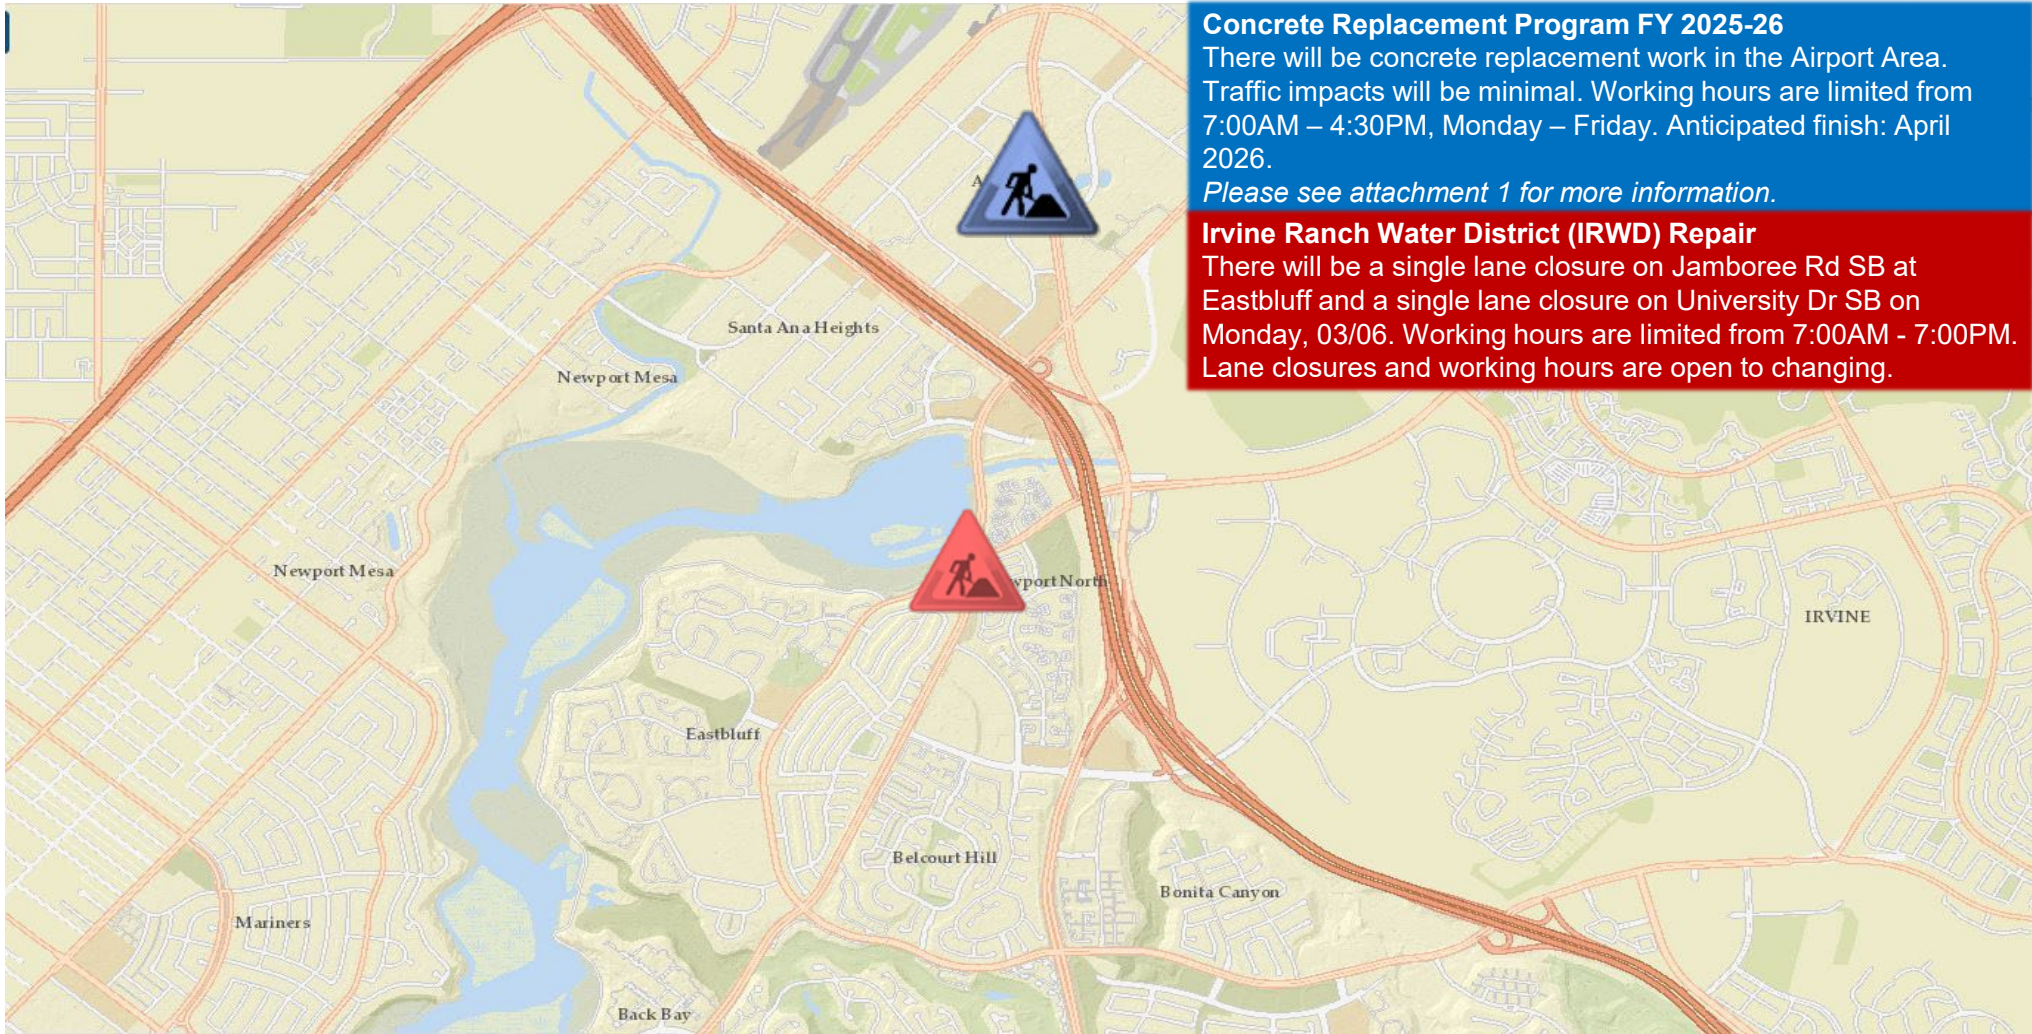 Concrete Replacement Program FY 2025-26
There will be concrete replacement work in the Airport Area.
Traffic impacts will be minimal. Working hours are limited from
7:00AM – 4:30PM, Monday – Friday. Anticipated finish: April
2026.
Please see attachment 1 for more information.
Irvine Ranch Water District (IRWD) Repair
There will be a single lane closure on Jamboree Rd SB at
Eastbluff and a single lane closure on University Dr SB on
Monday, 03/06. Working hours are limited from 7:00AM - 7:00PM.
Lane closures and working hours are open to changing.
Santa Ana Heights
Newport Mesa
Newport Mesa
wport North
IRVINE
Eastbluff
Belcourt Hill
Bonita Canyon
Mariners
Back Bay